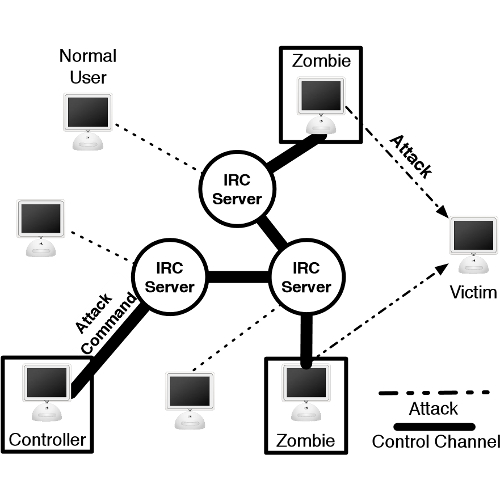 Normal
User
Zombie
Attack
IRC
Server
IRC
Server
IRC
Server
Victim
Attack
Command
Controller
Zombie
Attack
Control Channel